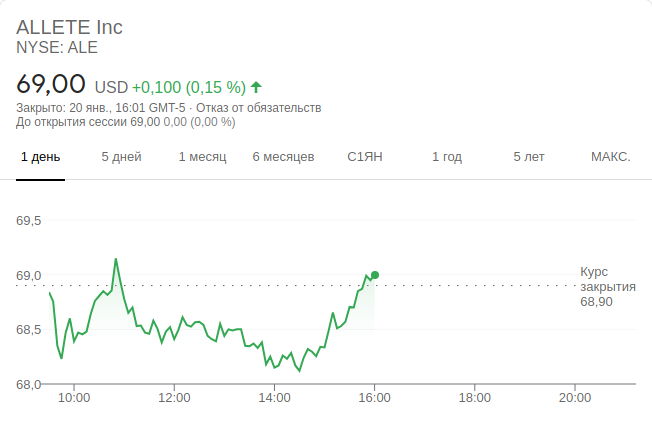 ALLETE Inc
NYSE: ALE
69,00 USD +0,100 (0,15 %)
Закрыто: 20 янв., 16:01 GMT-5 · Отказ от обязательств
До открытия сессии 69,00 0,00 (0,00 %)
1 день 5 дней 1 месяц 6 месяцев С1ЯН 1 год 5 лет МАКС.
69,5
69,0
Курс
закрытия
68,90
68,5
68,0
10:00 12:00 14:00 16:00 18:00 20:00